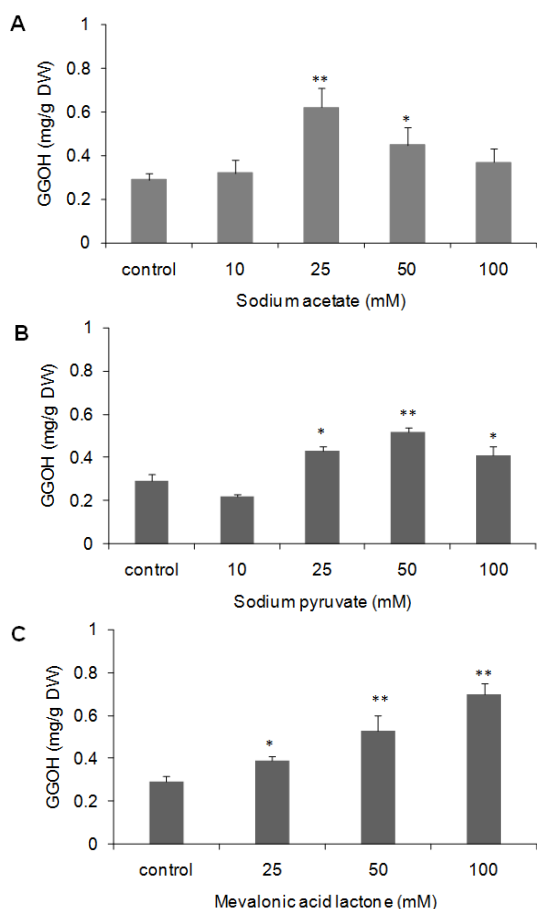 A
GGOH (mg/g DW)
1
0.8
0.6
0.4
0.2
0
**
*
control 10 25 50 100
Sodium acetate (mM)
B
GGOH (mg/g DW)
1
0.8
0.6
0.4
0.2
0
*
**
*
control 10 25 50 100
Sodium pyruvate (mM)
C
GGOH (mg/g DW)
1
0.8
0.6
0.4
0.2
0
*
**
**
control 25 50 100
Mevalonic acid lactone (mM)